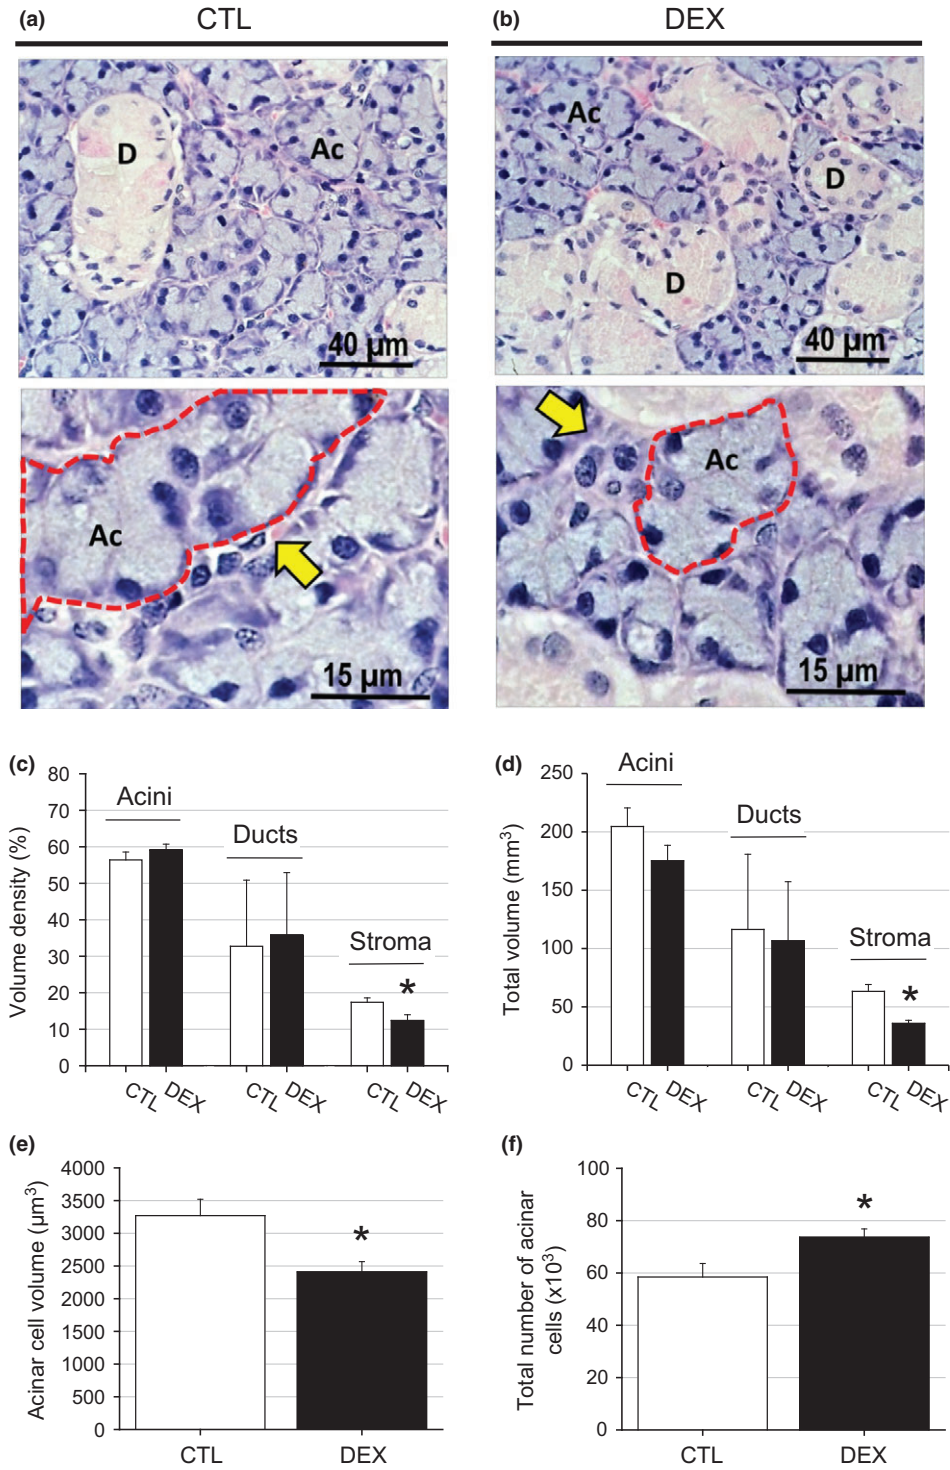 (a) CTL
(b) DEX
D
Ac
40 µm
Ac
D
D
40 µm
Ac
15 µm
Ac
15 µm
(c)
Volume density (%)
80
70
60
50
40
30
20
10
0
Acini
Ducts
Stroma
*
CTL DEX CTL DEX CTL DEX
(d)
Total volume (mm³)
250
200
150
100
50
0
Acini
Ducts
Stroma
*
CTL DEX CTL DEX CTL DEX
(e)
Acinar cell volume (µm³)
4000
3500
3000
2500
2000
1500
1000
500
0
*
CTL DEX
(f)
Total number of acinar
cells (x10³)
100
80
60
40
20
0
*
CTL DEX